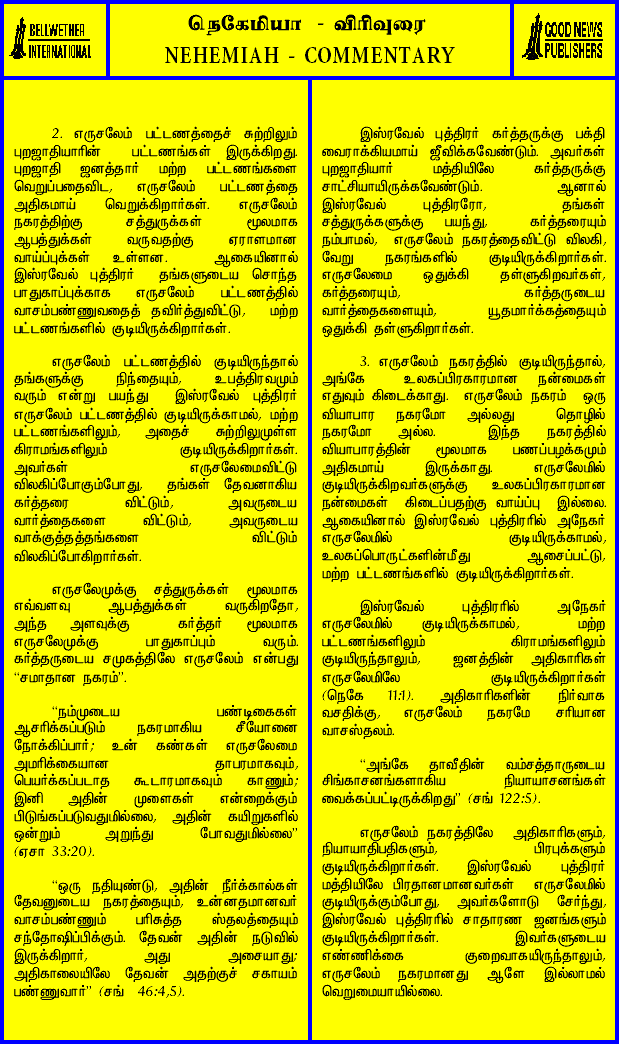 BELLWETHER
INTERNATIONAL
நெகேமியா - விரிவுரை
NEHEMIAH - COMMENTARY
GOOD NEWS
PUBLISHERS
2. எருசலேம் பட்டணத்தைச் சுற்றிலும்
புறஜாதியாரின் பட்டணங்கள் இருக்கிறது.
புறஜாதி ஜனத்தார் மற்ற பட்டணங்களை
வெறுப்பதைவிட, எருசலேம் பட்டணத்தை
அதிகமாய் வெறுக்கிறார்கள். எருசலேம்
நகரத்திற்கு சத்துருக்கள் மூலமாக
ஆபத்துக்கள் வருவதற்கு ஏராளமான
வாய்ப்புக்கள் உள்ளன. ஆகையினால்
இஸ்ரவேல் புத்திரர் தங்களுடைய சொந்த
பாதுகாப்புக்காக எருசலேம் பட்டணத்தில்
வாசம்பண்ணுவதைத் தவிர்த்துவிட்டு, மற்ற
பட்டணங்களில் குடியிருக்கிறார்கள்.
எருசலேம் பட்டணத்தில் குடியிருந்தால்
தங்களுக்கு நிந்தையும், உபத்திரவமும்
வரும் என்று பயந்து இஸ்ரவேல் புத்திரர்
எருசலேம் பட்டணத்தில் குடியிருக்காமல், மற்ற
பட்டணங்களிலும், அதைச் சுற்றிலுமுள்ள
கிராமங்களிலும் குடியிருக்கிறார்கள்.
அவர்கள் எருசலேமைவிட்டு
விலகிப்போகும்போது, தங்கள் தேவனாகிய
கர்த்தரை விட்டும், அவருடைய
வார்த்தைகளை விட்டும், அவருடைய
வாக்குத்தத்தங்களை விட்டும்
விலகிப்போகிறார்கள்.
எருசலேமுக்கு சத்துருக்கள் மூலமாக
எவ்வளவு ஆபத்துக்கள் வருகிறதோ,
அந்த அளவுக்கு கர்த்தர் மூலமாக
எருசலேமுக்கு பாதுகாப்பும் வரும்.
கர்த்தருடைய சமுகத்திலே எருசலேம் என்பது
“சமாதான நகரம்”.
“நம்முடைய பண்டிகைகள்
ஆசரிக்கப்படும் நகரமாகிய சீயோனை
நோக்கிப்பார்; உன் கண்கள் எருசலேமை
அமரிக்கையான தாபரமாகவும்,
பெயர்க்கப்படாத கூடாரமாகவும் காணும்;
இனி அதின் முளைகள் என்றைக்கும்
பிடுங்கப்படுவதுமில்லை, அதின் கயிறுகளில்
ஒன்றும் அறுந்து போவதுமில்லை”
(ஏசா 33:20).
“ஒரு நதியுண்டு, அதின் நீர்க்கால்கள்
தேவனுடைய நகரத்தையும், உன்னதமானவர்
வாசம்பண்ணும் பரிசுத்த ஸ்தலத்தையும்
சந்தோஷிப்பிக்கும். தேவன் அதின் நடுவில்
இருக்கிறார், அது அசையாது;
அதிகாலையிலே தேவன் அதற்குச் சகாயம்
பண்ணுவார்” (சங் 46:4,5).
இஸ்ரவேல் புத்திரர் கர்த்தருக்கு பக்தி
வைராக்கியமாய் ஜீவிக்கவேண்டும். அவர்கள்
புறஜாதியார் மத்தியிலே கர்த்தருக்கு
சாட்சியாயிருக்கவேண்டும். ஆனால்
இஸ்ரவேல் புத்திரரோ, தங்கள்
சத்துருக்களுக்கு பயந்து, கர்த்தரையும்
நம்பாமல், எருசலேம் நகரத்தைவிட்டு விலகி,
வேறு நகரங்களில் குடியிருக்கிறார்கள்.
எருசலேமை ஒதுக்கி தள்ளுகிறவர்கள்,
கர்த்தரையும், கர்த்தருடைய
வார்த்தைகளையும், யூதமார்க்கத்தையும்
ஒதுக்கி தள்ளுகிறார்கள்.
3. எருசலேம் நகரத்தில் குடியிருந்தால்,
அங்கே உலகப்பிரகாரமான நன்மைகள்
எதுவும் கிடைக்காது. எருசலேம் நகரம் ஒரு
வியாபார நகரமோ அல்லது தொழில்
நகரமோ அல்ல. இந்த நகரத்தில்
வியாபாரத்தின் மூலமாக பணப்பழக்கமும்
அதிகமாய் இருக்காது. எருசலேமில்
குடியிருக்கிறவர்களுக்கு உலகப்பிரகாரமான
நன்மைகள் கிடைப்பதற்கு வாய்ப்பு இல்லை.
ஆகையினால் இஸ்ரவேல் புத்திரரில் அநேகர்
எருசலேமில் குடியிருக்காமல்,
உலகப்பொருட்களின்மீது ஆசைப்பட்டு,
மற்ற பட்டணங்களில் குடியிருக்கிறார்கள்.
இஸ்ரவேல் புத்திரரில் அநேகர்
எருசலேமில் குடியிருக்காமல், மற்ற
பட்டணங்களிலும் கிராமங்களிலும்
குடியிருந்தாலும், ஜனத்தின் அதிகாரிகள்
எருசலேமிலே குடியிருக்கிறார்கள்
(நெகே 11:1). அதிகாரிகளின் நிர்வாக
வசதிக்கு, எருசலேம் நகரமே சரியான
வாசஸ்தலம்.
“அங்கே தாவீதின் வம்சத்தாருடைய
சிங்காசனங்களாகிய நியாயாசனங்கள்
வைக்கப்பட்டிருக்கிறது” (சங் 122:5).
எருசலேம் நகரத்திலே அதிகாரிகளும்,
நியாயாதிபதிகளும், பிரபுக்களும்
குடியிருக்கிறார்கள். இஸ்ரவேல் புத்திரர்
மத்தியிலே பிரதானமானவர்கள் எருசலேமில்
குடியிருக்கும்போது, அவர்களோடு சேர்ந்து,
இஸ்ரவேல் புத்திரரில் சாதாரண ஜனங்களும்
குடியிருக்கிறார்கள். இவர்களுடைய
எண்ணிக்கை குறைவாகயிருந்தாலும்,
எருசலேம் நகரமானது ஆளே இல்லாமல்
வெறுமையாயில்லை.